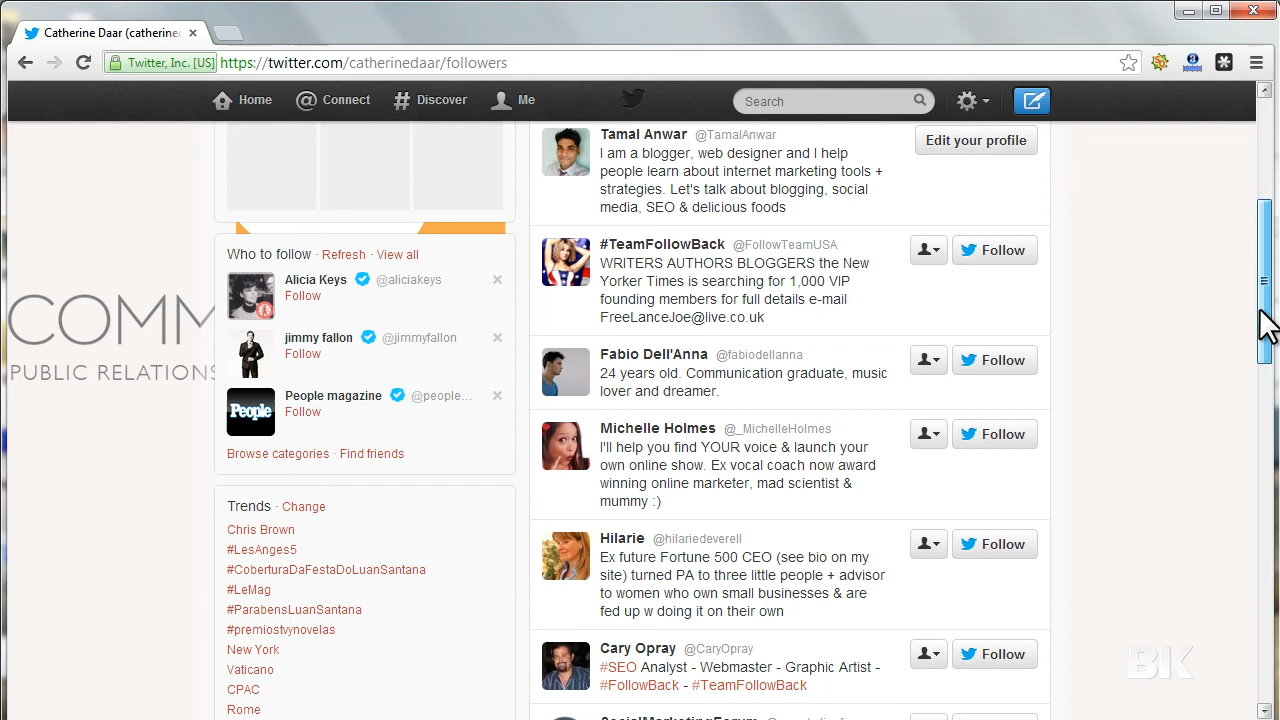 Catherine Daar (catherine
Twitter, Inc. [US] https://twitter.com/catherinedaar/followers
Home Connect Discover Me Search
COMM
PUBLIC RELATIONS
Who to follow · Refresh · View all
Alicia Keys @aliciakeys
Follow
jimmy fallon @jimmyfallon
Follow
People magazine @people...
People
Follow
Browse categories · Find friends
Trends · Change
Chris Brown
#LesAnges5
#CoberturaDaFestaDoLuanSantana
#LeMag
#ParabensLuanSantana
#premiostvynovelas
New York
Vaticano
CPAC
Rome
Tamal Anwar @TamalAnwar
Edit your profile
I am a blogger, web designer and I help
people learn about internet marketing tools +
strategies. Let's talk about blogging, social
media, SEO & delicious foods
#TeamFollowBack @FollowTeamUSA
Follow
WRITERS AUTHORS BLOGGERS the New
Yorker Times is searching for 1,000 VIP
founding members for full details e-mail
FreeLanceJoe@live.co.uk
Fabio Dell'Anna @fabiodellanna
Follow
24 years old. Communication graduate, music
lover and dreamer.
Michelle Holmes @_MichelleHolmes
Follow
I'll help you find YOUR voice & launch your
own online show. Ex vocal coach now award
winning online marketer, mad scientist &
mummy :)
Hilarie @hilariedeverell
Follow
Ex future Fortune 500 CEO (see bio on my
site) turned PA to three little people + advisor
to women who own small businesses & are
fed up w doing it on their own
Cary Opray @CaryOpray
Follow
#SEO Analyst - Webmaster - Graphic Artist -
#FollowBack - #TeamFollowBack
BK